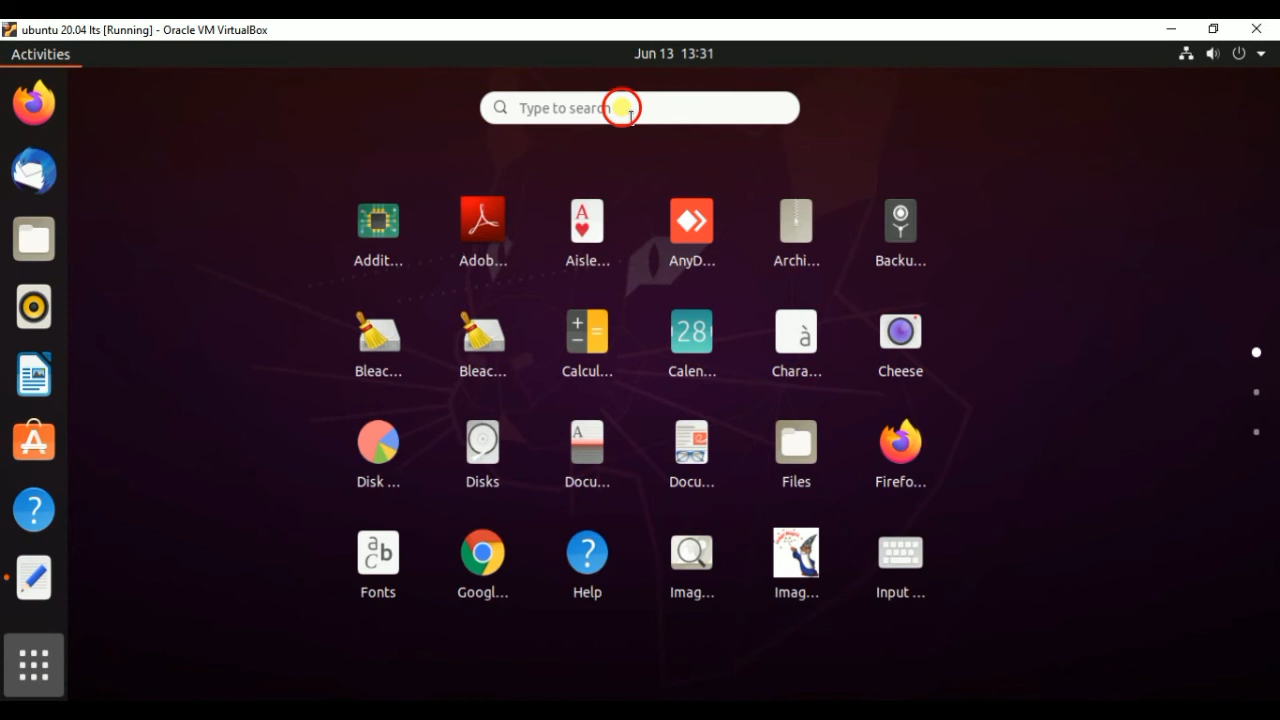 ubuntu 20.04 lts [Running] - Oracle VM VirtualBox
Activities
Jun 13 13:31
Type to search
Addit...
Adob...
Aisle...
AnyD...
Archi...
Backu...
Bleac...
Bleac...
Calcul...
28
Calen...
Chara...
Cheese
Disk ...
Disks
Docu...
Docu...
Files
Firefo...
Fonts
Googl...
Help
Imag...
Imag...
Input ...